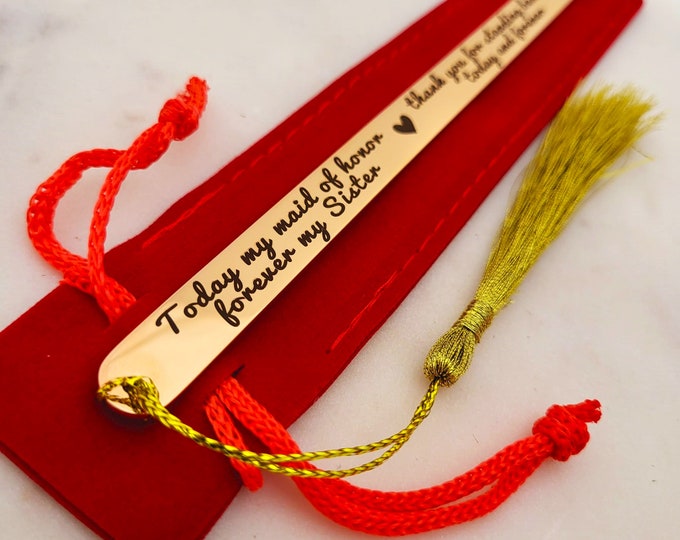 Today my maid of honor
forever my Sister
thank you for standing
today and forever